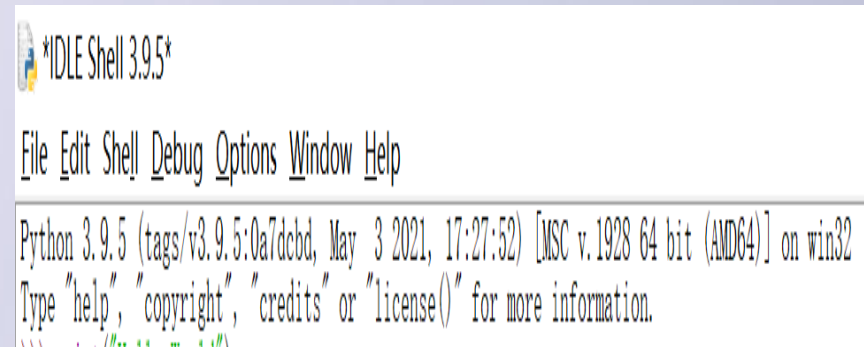 *IDLE Shell 3.9.5*
File Edit Shell Debug Options Window Help
Python 3.9.5 (tags/v3.9.5:0a7dcbd, May 3 2021, 17:27:52) [MSC v.1928 64 bit (AMD64)] on win32
Type "help", "copyright", "credits" or "license()" for more information.